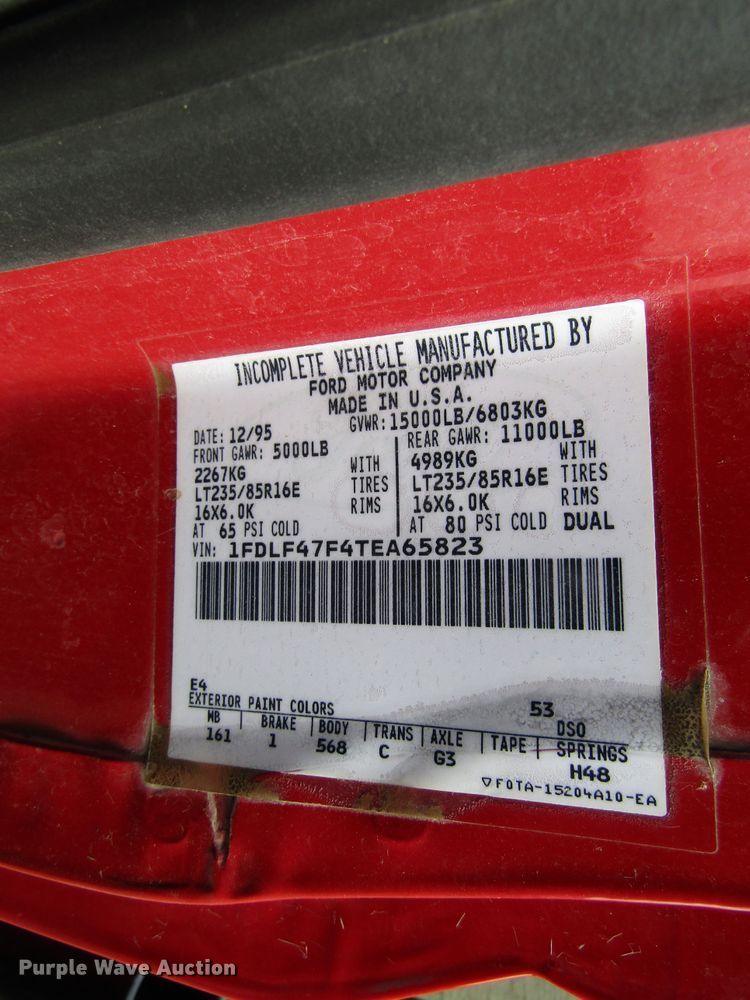 INCOMPLETE VEHICLE MANUFACTURED BY
FORD MOTOR COMPANY
MADE IN U.S.A.
DATE: 12/95 GVWR: 15000LB/6803KG
FRONT GAWR: 5000LB REAR GAWR: 11000LB
2267KG WITH 4989KG WITH
LT235/85R16E TIRES LT235/85R16E TIRES
16X6.0K RIMS 16X6.0K RIMS
AT 65 PSI COLD AT 80 PSI COLD DUAL
VIN: 1FDLF47F4TEA65823
E4 53
EXTERIOR PAINT COLORS DSO
WB BRAKE BODY TRANS AXLE TAPE SPRINGS
161 1 568 C G3 H48
▽F0TA-15204A10-EA
Purple Wave Auction